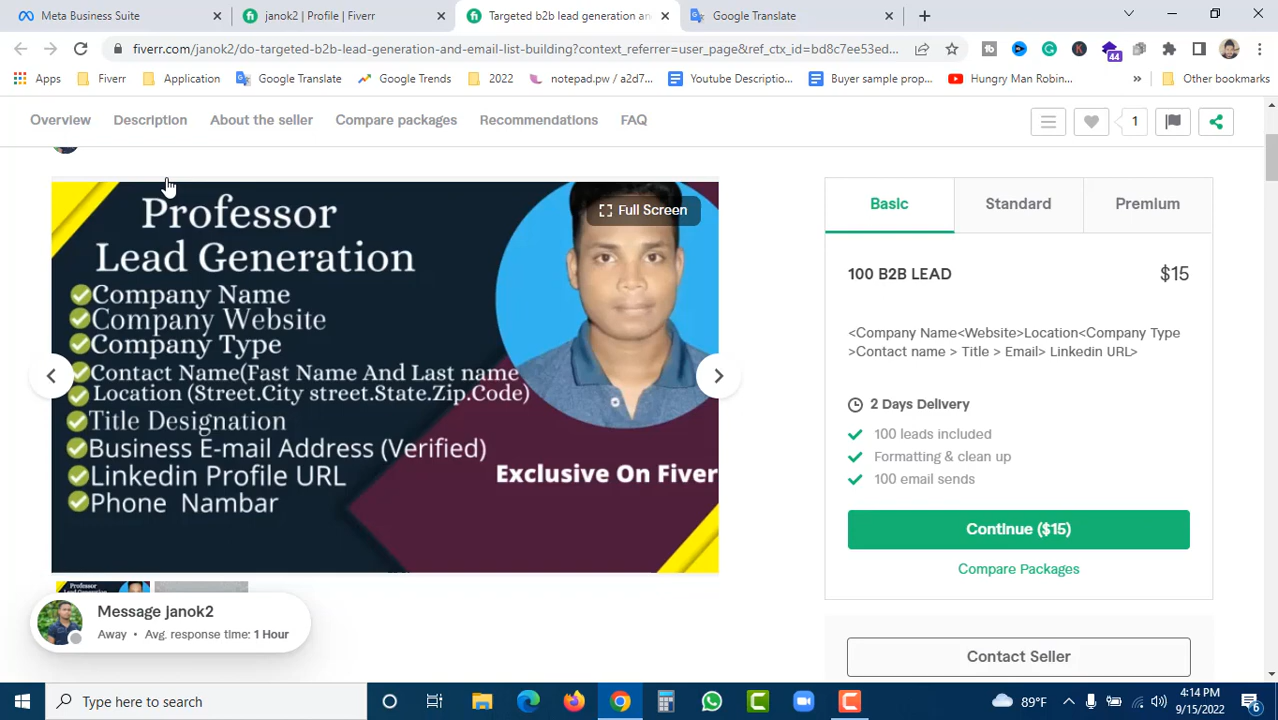 Meta Business Suite
janok2 | Profile | Fiverr
Targeted b2b lead generation an
Google Translate
fiverr.com/janok2/do-targeted-b2b-lead-generation-and-email-list-building?context_referrer=user_page&ref_ctx_id=bd8c7ee53ed...
44
Apps
Fiverr
Application
Google Translate
Google Trends
2022
notepad.pw / a2d7...
Youtube Descriptio...
Buyer sample prop...
Hungry Man Robin...
»
Other bookmarks
Overview
Description
About the seller
Compare packages
Recommendations
FAQ
1
Professor
Lead Generation
Company Name
Company Website
Company Type
Contact Name(Fast Name And Last name
Location (Street.City street.State.Zip.Code)
Title Designation
Business E-mail Address (Verified)
Linkedin Profile URL
Phone Nambar
Full Screen
Exclusive On Fiver
Basic
Standard
Premium
100 B2B LEAD
$15
<Company Name<Website>Location<Company Type
>Contact name > Title > Email> Linkedin URL>
2 Days Delivery
100 leads included
Formatting & clean up
100 email sends
Continue ($15)
Compare Packages
Contact Seller
Professor
Message janok2
Away • Avg. response time: 1 Hour
Type here to search
89°F
4:14 PM
9/15/2022
6